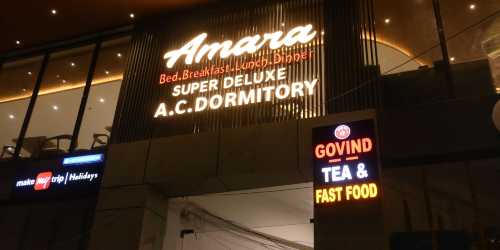 Amara
Bed.Breakfast.Lunch.Dinner
SUPER DELUXE
A.C.DORMITORY
GOVIND
TEA &
FAST FOOD
make my trip | Holidays